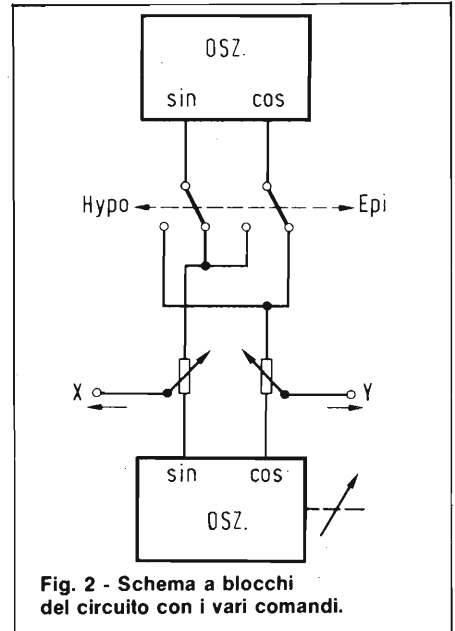 OSZ.
sin cos
Hypo Epi
X Y
sin cos
OSZ.
Fig. 2 - Schema a blocchi
del circuito con i vari comandi.